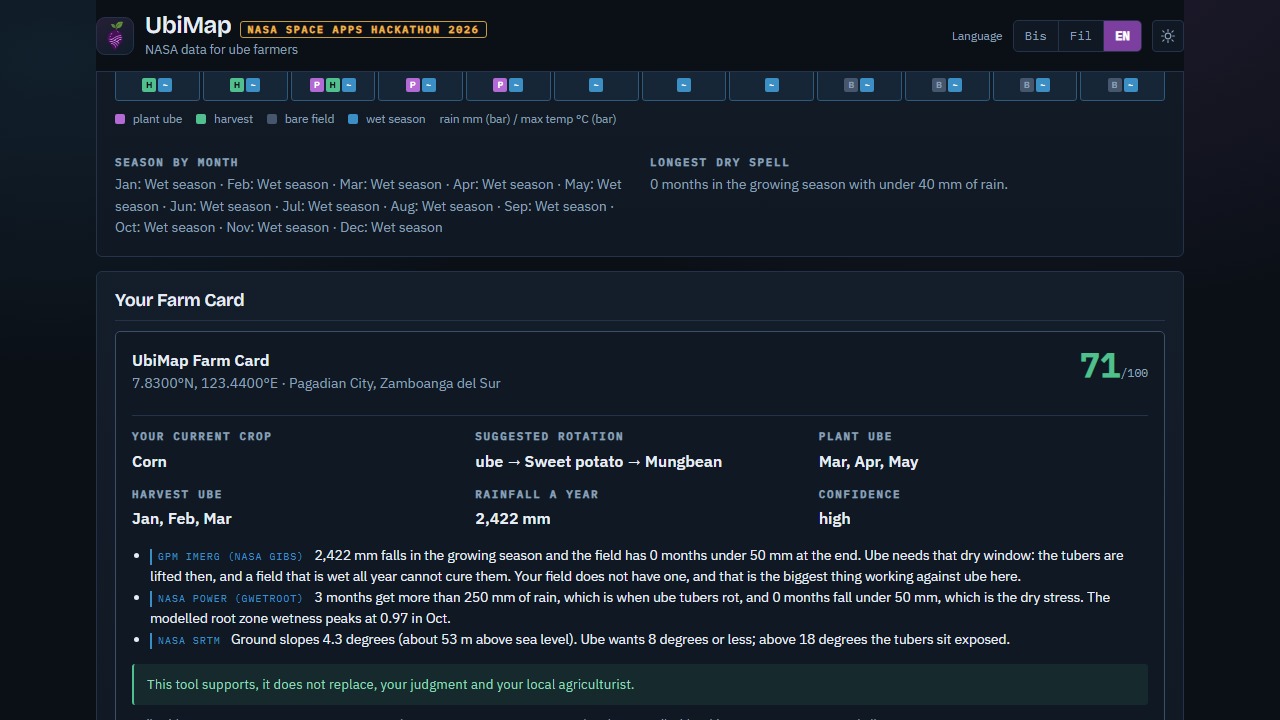 UbiMap NASA SPACE APPS HACKATHON 2026
NASA data for ube farmers
Language Bis Fil EN
H ~ H ~ P H ~ P ~ P ~ ~ ~ ~ B ~ B ~ B ~ B ~
plant ube harvest bare field wet season rain mm (bar) / max temp °C (bar)
SEASON BY MONTH
Jan: Wet season · Feb: Wet season · Mar: Wet season · Apr: Wet season · May: Wet
season · Jun: Wet season · Jul: Wet season · Aug: Wet season · Sep: Wet season ·
Oct: Wet season · Nov: Wet season · Dec: Wet season
LONGEST DRY SPELL
0 months in the growing season with under 40 mm of rain.
Your Farm Card
UbiMap Farm Card
7.8300°N, 123.4400°E · Pagadian City, Zamboanga del Sur
71/100
YOUR CURRENT CROP
Corn
SUGGESTED ROTATION
ube → Sweet potato → Mungbean
PLANT UBE
Mar, Apr, May
HARVEST UBE
Jan, Feb, Mar
RAINFALL A YEAR
2,422 mm
CONFIDENCE
high
• GPM IMERG (NASA GIBS) 2,422 mm falls in the growing season and the field has 0 months under 50 mm at the end. Ube needs that dry window: the tubers are
lifted then, and a field that is wet all year cannot cure them. Your field does not have one, and that is the biggest thing working against ube here.
• NASA POWER (GWETROOT) 3 months get more than 250 mm of rain, which is when ube tubers rot, and 0 months fall under 50 mm, which is the dry stress. The
modelled root zone wetness peaks at 0.97 in Oct.
• NASA SRTM Ground slopes 4.3 degrees (about 53 m above sea level). Ube wants 8 degrees or less; above 18 degrees the tubers sit exposed.
This tool supports, it does not replace, your judgment and your local agriculturist.